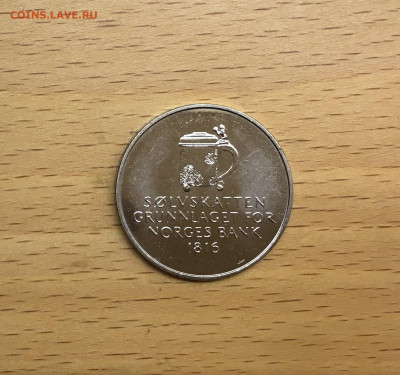 COINS.LAVE.RU
SØLVSKATTEN
GRUNNLAGET FOR
NORGES BANK
1816